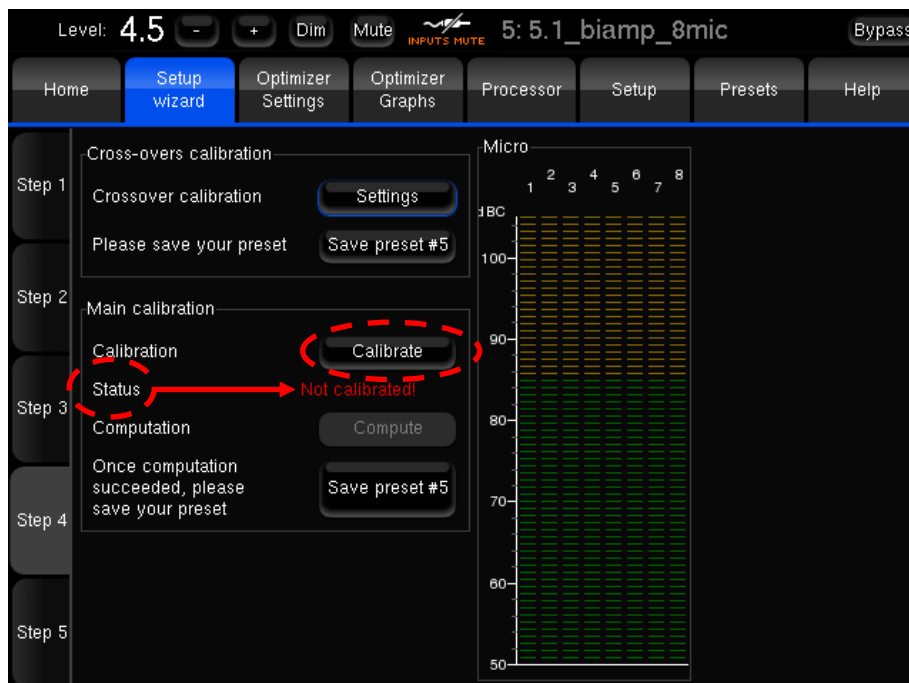 Level: 4.5 - + Dim Mute INPUTS MUTE 5: 5.1_biamp_8mic Bypass
Home
Setup wizard
Optimizer Settings
Optimizer Graphs
Processor
Setup
Presets
Help
Step 1
Step 2
Step 3
Step 4
Step 5
Cross-overs calibration
Crossover calibration Settings
Please save your preset Save preset #5
Main calibration
Calibration Calibrate
Status Not calibrated!
Computation Compute
Once computation
succeeded, please
save your preset
Save preset #5
Micro
2 4 6 8
1 3 5 7
dBC
100
90
80
70
60
50